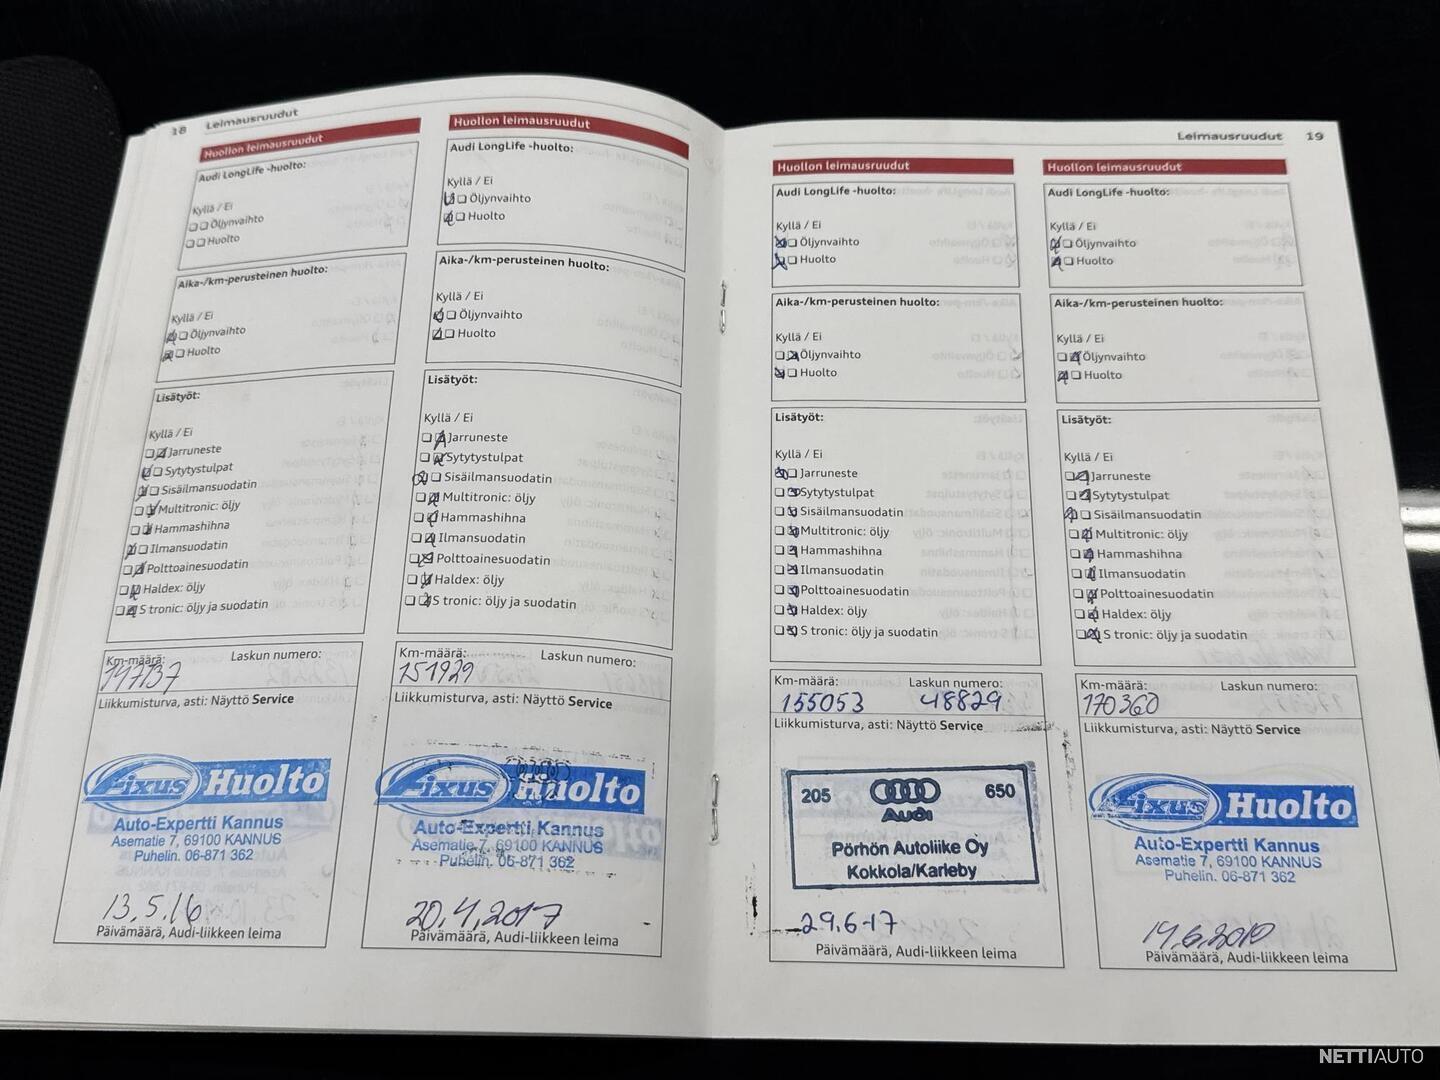 18 Leimausruudut
Huollon leimausruudut
Audi LongLife -huolto:
Kyllä / Ei
Öljynvaihto
Huolto
Aika-/km-perusteinen huolto:
Kyllä / Ei
Öljynvaihto
Huolto
Lisätyöt:
Kyllä / Ei
Jarruneste
Sytytystulpat
Sisäilmansuodatin
Multitronic: öljy
Hammashihna
Ilmansuodatin
Polttoainesuodatin
Haldex: öljy
S tronic: öljy ja suodatin
Km-määrä: Laskun numero:
147137
Liikkumisturva, asti: Näyttö Service
Fixus Huolto
Auto-Expertti Kannus
Asematie 7, 69100 KANNUS
Puhelin. 06-871 362
13.5.16
Päivämäärä, Audi-liikkeen leima
Huollon leimausruudut
Audi LongLife -huolto:
Kyllä / Ei
Öljynvaihto
Huolto
Aika-/km-perusteinen huolto:
Kyllä / Ei
Öljynvaihto
Huolto
Lisätyöt:
Kyllä / Ei
Jarruneste
Sytytystulpat
Sisäilmansuodatin
Multitronic: öljy
Hammashihna
Ilmansuodatin
Polttoainesuodatin
Haldex: öljy
S tronic: öljy ja suodatin
Km-määrä: Laskun numero:
151929
Liikkumisturva, asti: Näyttö Service
Fixus Huolto
Auto-Expertti Kannus
Asematie 7, 69100 KANNUS
Puhelin. 06-871 362
20.4.2017
Päivämäärä, Audi-liikkeen leima
Leimausruudut 19
Huollon leimausruudut
Audi LongLife -huolto:
Kyllä / Ei
Öljynvaihto
Huolto
Aika-/km-perusteinen huolto:
Kyllä / Ei
Öljynvaihto
Huolto
Lisätyöt:
Kyllä / Ei
Jarruneste
Sytytystulpat
Sisäilmansuodatin
Multitronic: öljy
Hammashihna
Ilmansuodatin
Polttoainesuodatin
Haldex: öljy
S tronic: öljy ja suodatin
Km-määrä: Laskun numero:
155053 48829
Liikkumisturva, asti: Näyttö Service
205 650
Audi
Pörhön Autoliike Oy
Kokkola/Karleby
29.6-17
Päivämäärä, Audi-liikkeen leima
Huollon leimausruudut
Audi LongLife -huolto:
Kyllä / Ei
Öljynvaihto
Huolto
Aika-/km-perusteinen huolto:
Kyllä / Ei
Öljynvaihto
Huolto
Lisätyöt:
Kyllä / Ei
Jarruneste
Sytytystulpat
Sisäilmansuodatin
Multitronic: öljy
Hammashihna
Ilmansuodatin
Polttoainesuodatin
Haldex: öljy
S tronic: öljy ja suodatin
Km-määrä: Laskun numero:
170360
Liikkumisturva, asti: Näyttö Service
Fixus Huolto
Auto-Expertti Kannus
Asematie 7, 69100 KANNUS
Puhelin. 06-871 362
Päivämäärä, Audi-liikkeen leima
NETTIAUTO